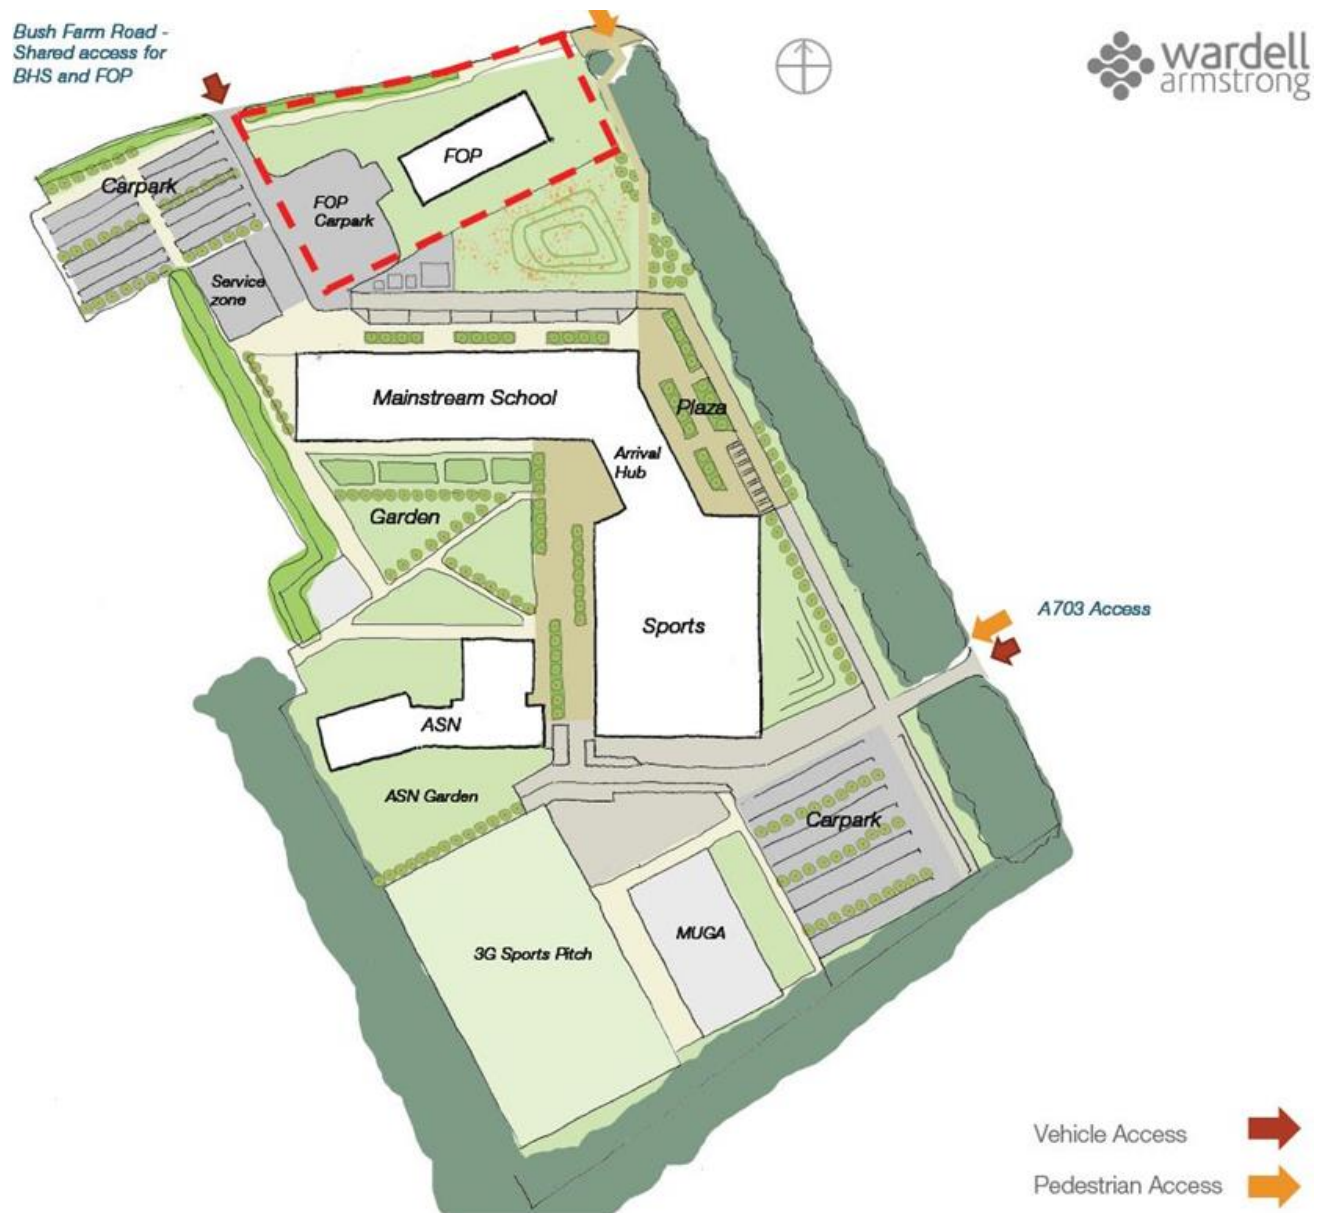 Bush Farm Road -
Shared access for
BHS and FOP
wardell
armstrong
FOP
Carpark
FOP
Carpark
Service
zone
Mainstream School
Plaza
Arrival
Hub
Garden
A703 Access
Sports
ASN
ASN Garden
Carpark
MUGA
3G Sports Pitch
Vehicle Access
Pedestrian Access